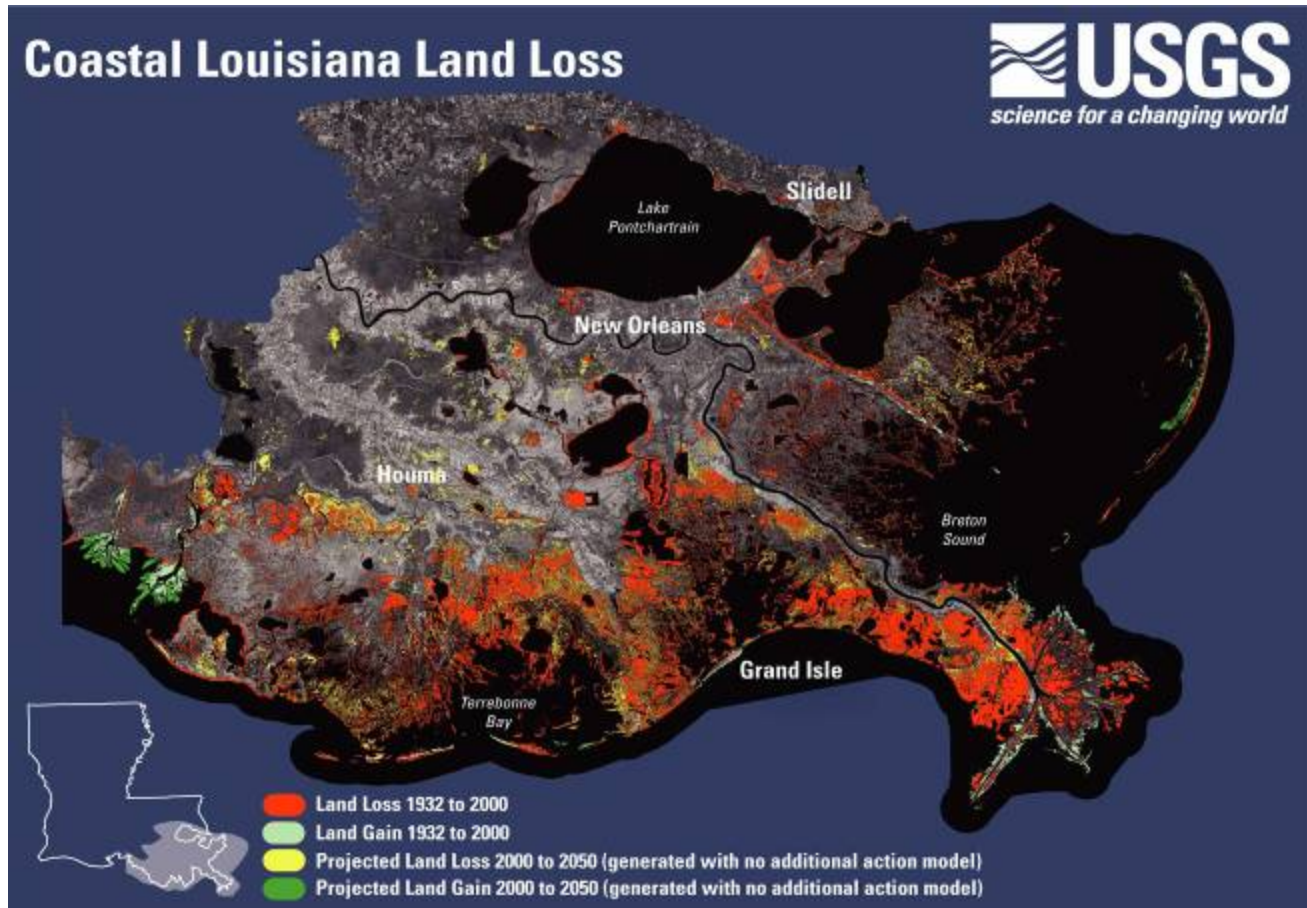 Coastal Louisiana Land Loss
USGS
science for a changing world
Slidell
Lake
Pontchartrain
New Orleans
Houma
Breton
Sound
Grand Isle
Terrebonne
Bay
Land Loss 1932 to 2000
Land Gain 1932 to 2000
Projected Land Loss 2000 to 2050 (generated with no additional action model)
Projected Land Gain 2000 to 2050 (generated with no additional action model)